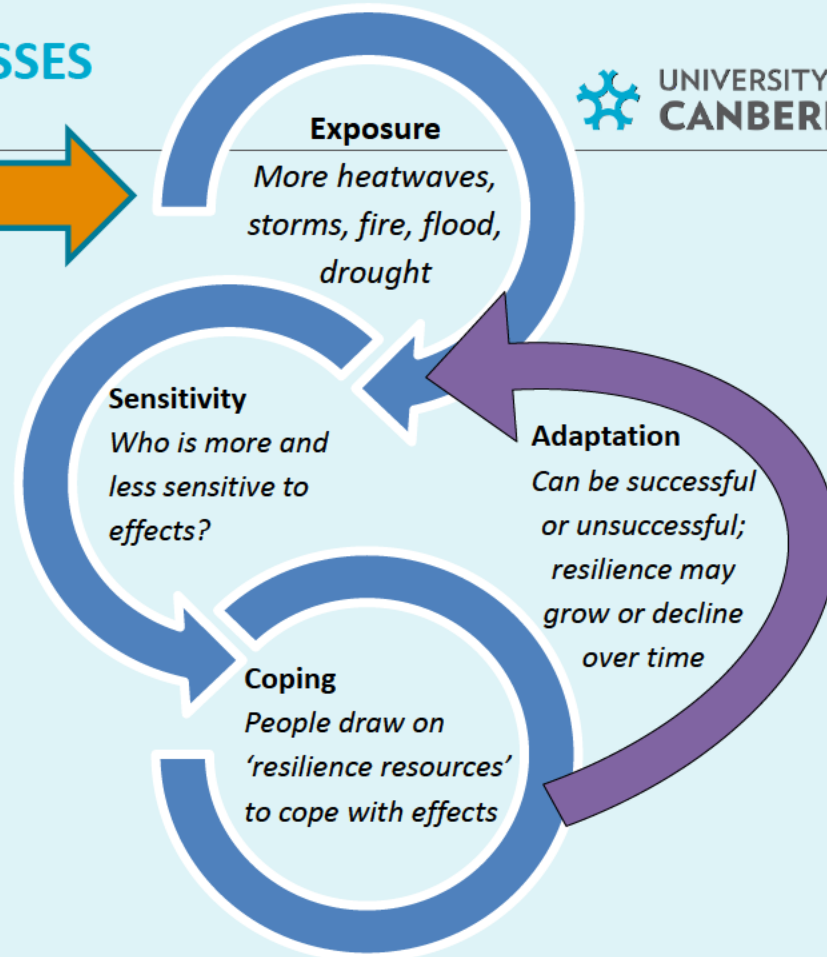 SSES
UNIVERSITY
CANBER
Exposure
More heatwaves,
storms, fire, flood,
drought
Sensitivity
Who is more and
less sensitive to
effects?
Adaptation
Can be successful
or unsuccessful;
resilience may
grow or decline
over time
Coping
People draw on
‘resilience resources’
to cope with effects